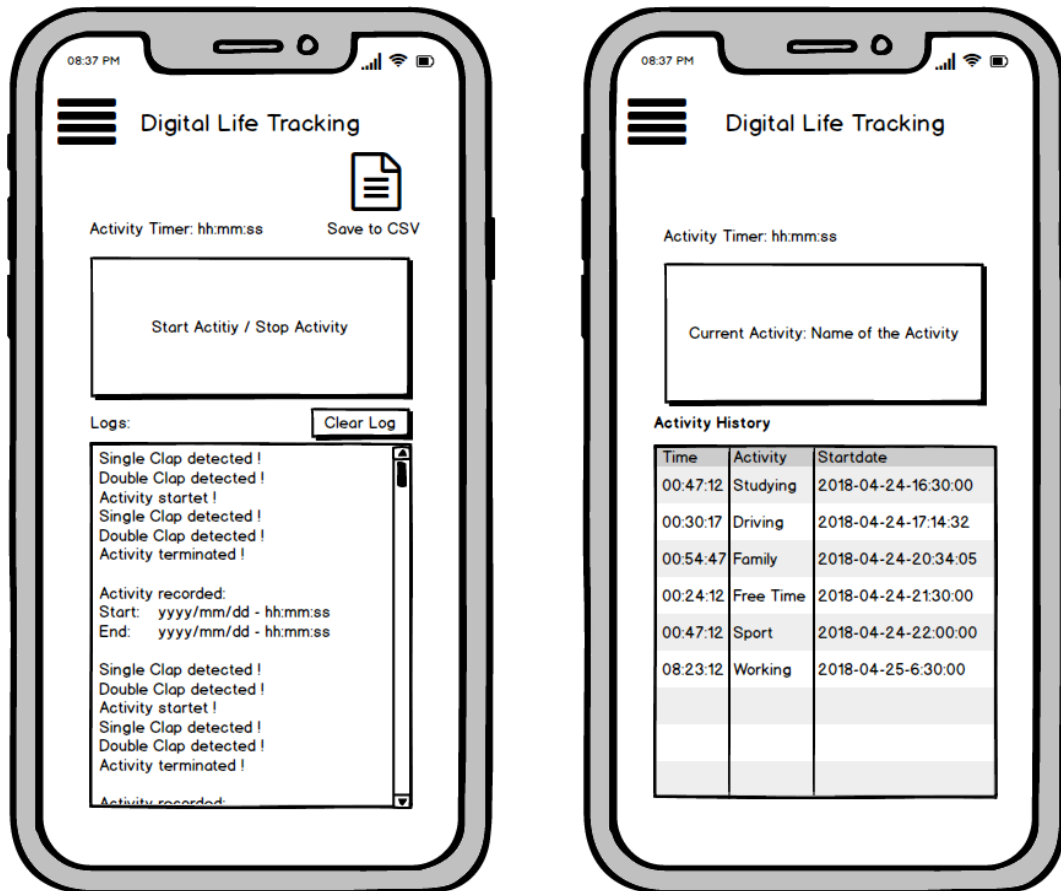 08:37 PM
Digital Life Tracking
Save to CSV
Activity Timer: hh:mm:ss
Start Actitiy / Stop Activity
Logs:
Clear Log
Single Clap detected !
Double Clap detected !
Activity startet !
Single Clap detected !
Double Clap detected !
Activity terminated !
Activity recorded:
Start: yyyy/mm/dd - hh:mm:ss
End: yyyy/mm/dd - hh:mm:ss
Single Clap detected !
Double Clap detected !
Activity startet !
Single Clap detected !
Double Clap detected !
Activity terminated !
Activity recorded:
08:37 PM
Digital Life Tracking
Activity Timer: hh:mm:ss
Current Activity: Name of the Activity
Activity History
Time Activity Startdate
00:47:12 Studying 2018-04-24-16:30:00
00:30:17 Driving 2018-04-24-17:14:32
00:54:47 Family 2018-04-24-20:34:05
00:24:12 Free Time 2018-04-24-21:30:00
00:47:12 Sport 2018-04-24-22:00:00
08:23:12 Working 2018-04-25-6:30:00